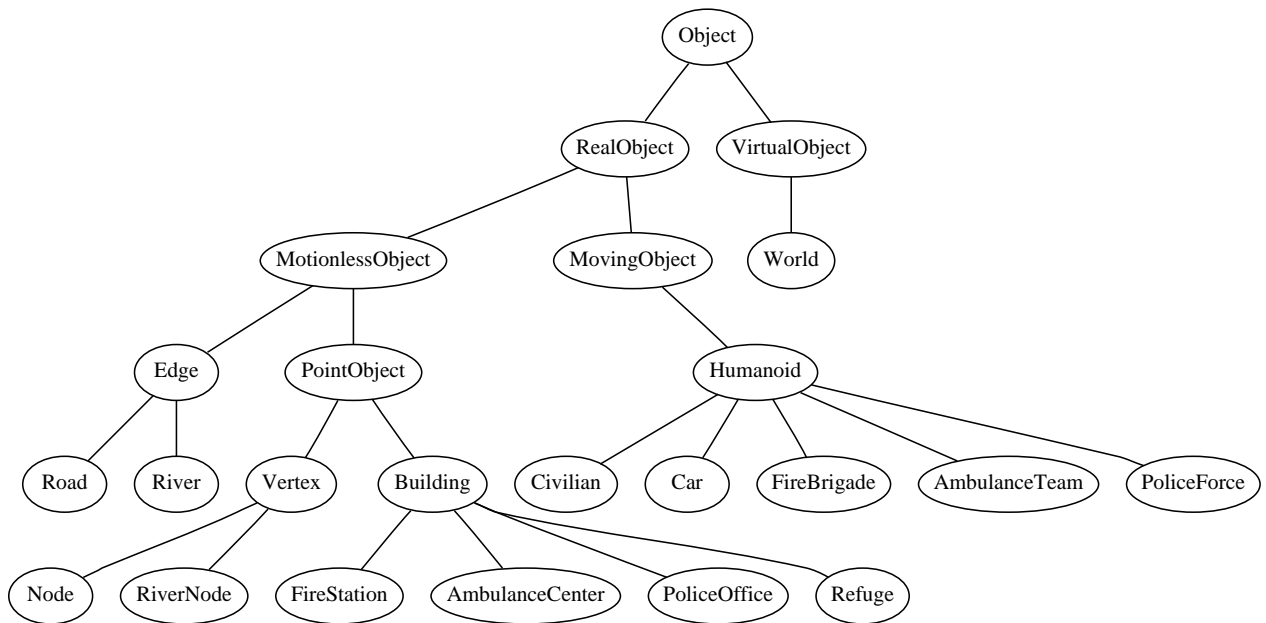 Object
RealObject
VirtualObject
MotionlessObject
MovingObject
World
Edge
PointObject
Humanoid
Road
River
Vertex
Building
Civilian
Car
FireBrigade
AmbulanceTeam
PoliceForce
Node
RiverNode
FireStation
AmbulanceCenter
PoliceOffice
Refuge